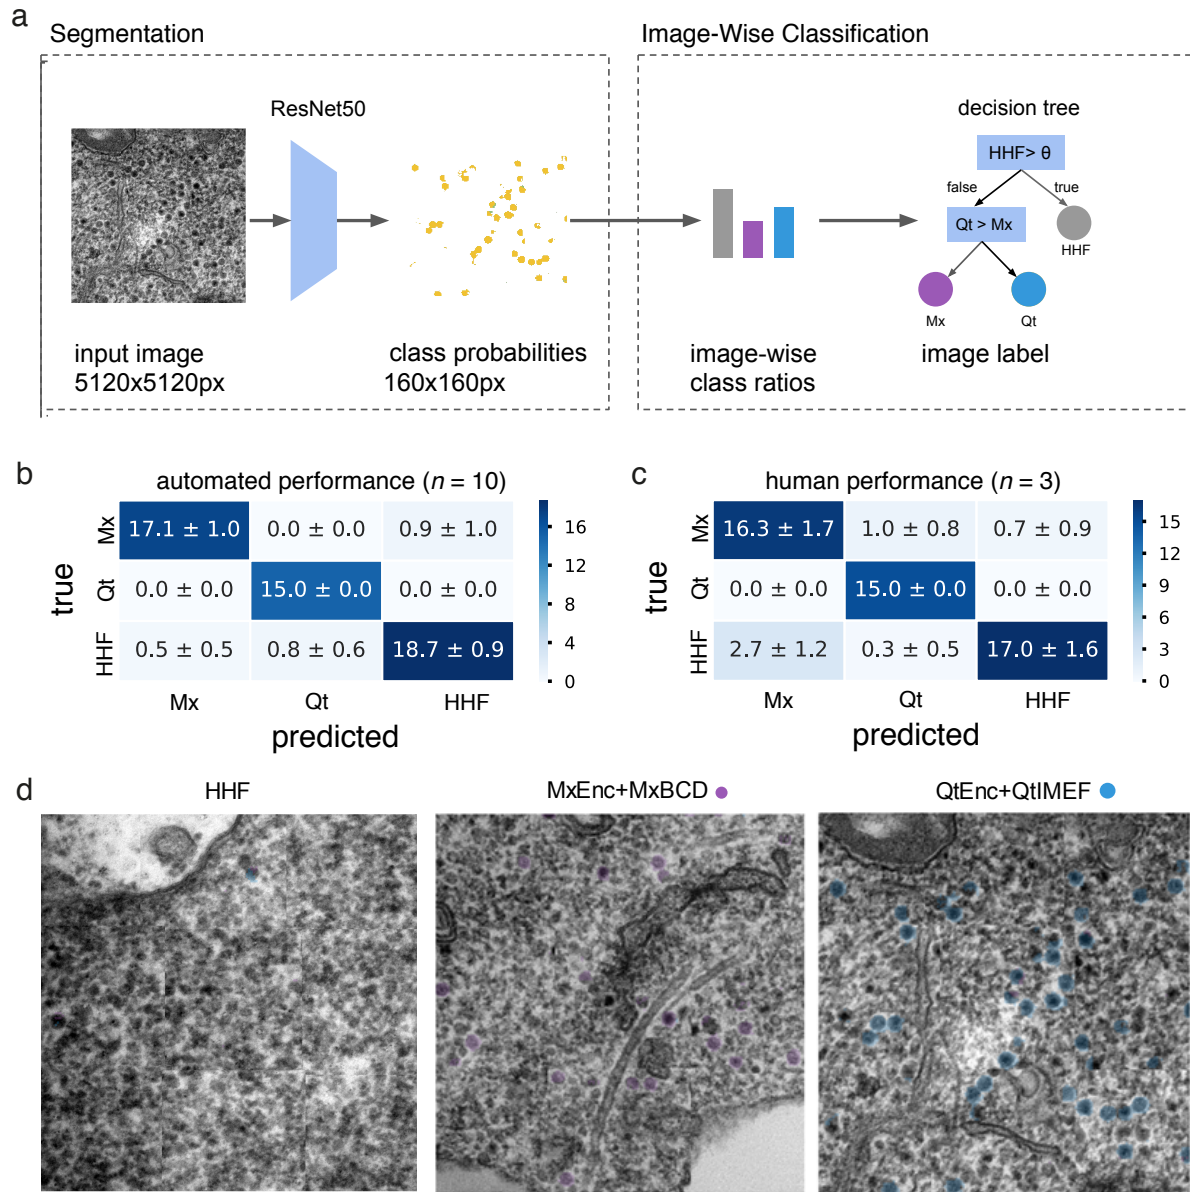 a
Segmentation
Image-Wise Classification
ResNet50
decision tree
HHF> θ
false
true
Qt > Mx
HHF
Mx
Qt
input image
5120x5120px
class probabilities
160x160px
image-wise
class ratios
image label
b
automated performance (n = 10)
true
Mx
17.1 ± 1.0
0.0 ± 0.0
0.9 ± 1.0
Qt
0.0 ± 0.0
15.0 ± 0.0
0.0 ± 0.0
HHF
0.5 ± 0.5
0.8 ± 0.6
18.7 ± 0.9
Mx
Qt
HHF
predicted
16
12
8
4
0
c
human performance (n = 3)
true
Mx
16.3 ± 1.7
1.0 ± 0.8
0.7 ± 0.9
Qt
0.0 ± 0.0
15.0 ± 0.0
0.0 ± 0.0
HHF
2.7 ± 1.2
0.3 ± 0.5
17.0 ± 1.6
Mx
Qt
HHF
predicted
15
12
9
6
3
0
d
HHF
MxEnc+MxBCD
QtEnc+QtIMEF